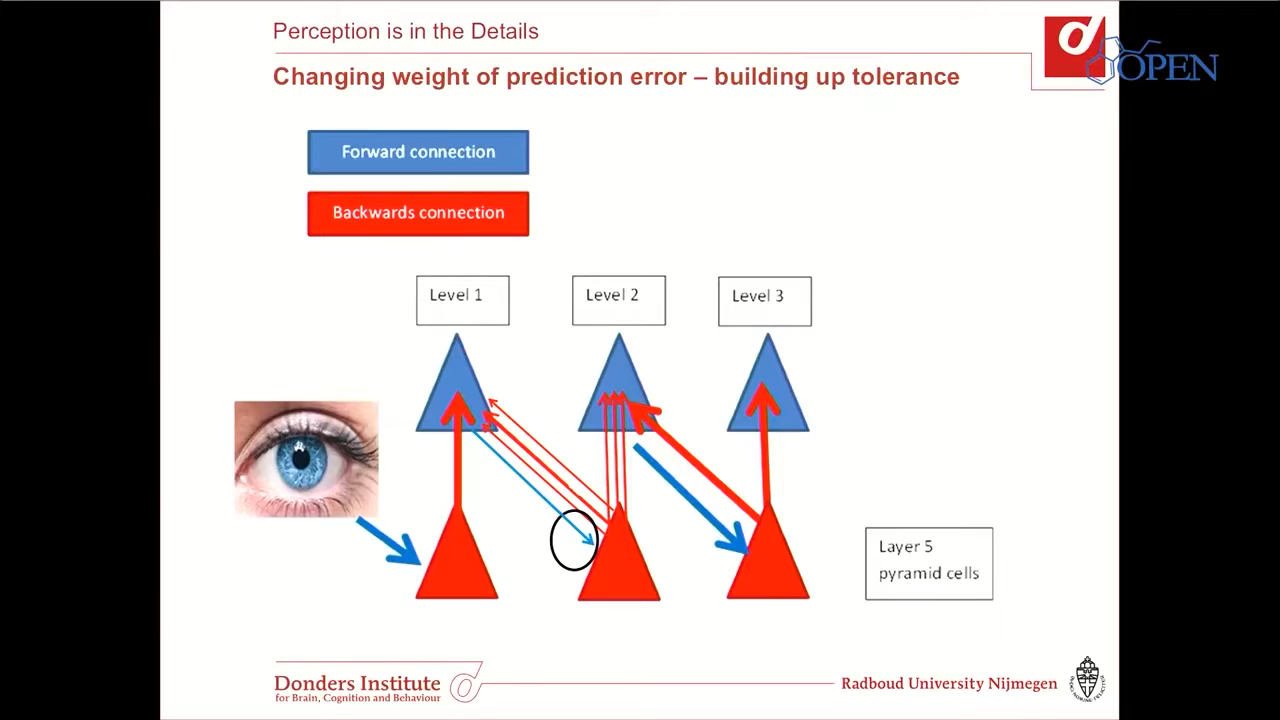 Perception is in the Details
Changing weight of prediction error – building up tolerance
OPEN
Forward connection
Backwards connection
Level 1
Level 2
Level 3
Layer 5
pyramid cells
Donders Institute
for Brain, Cognition and Behaviour
Radboud University Nijmegen